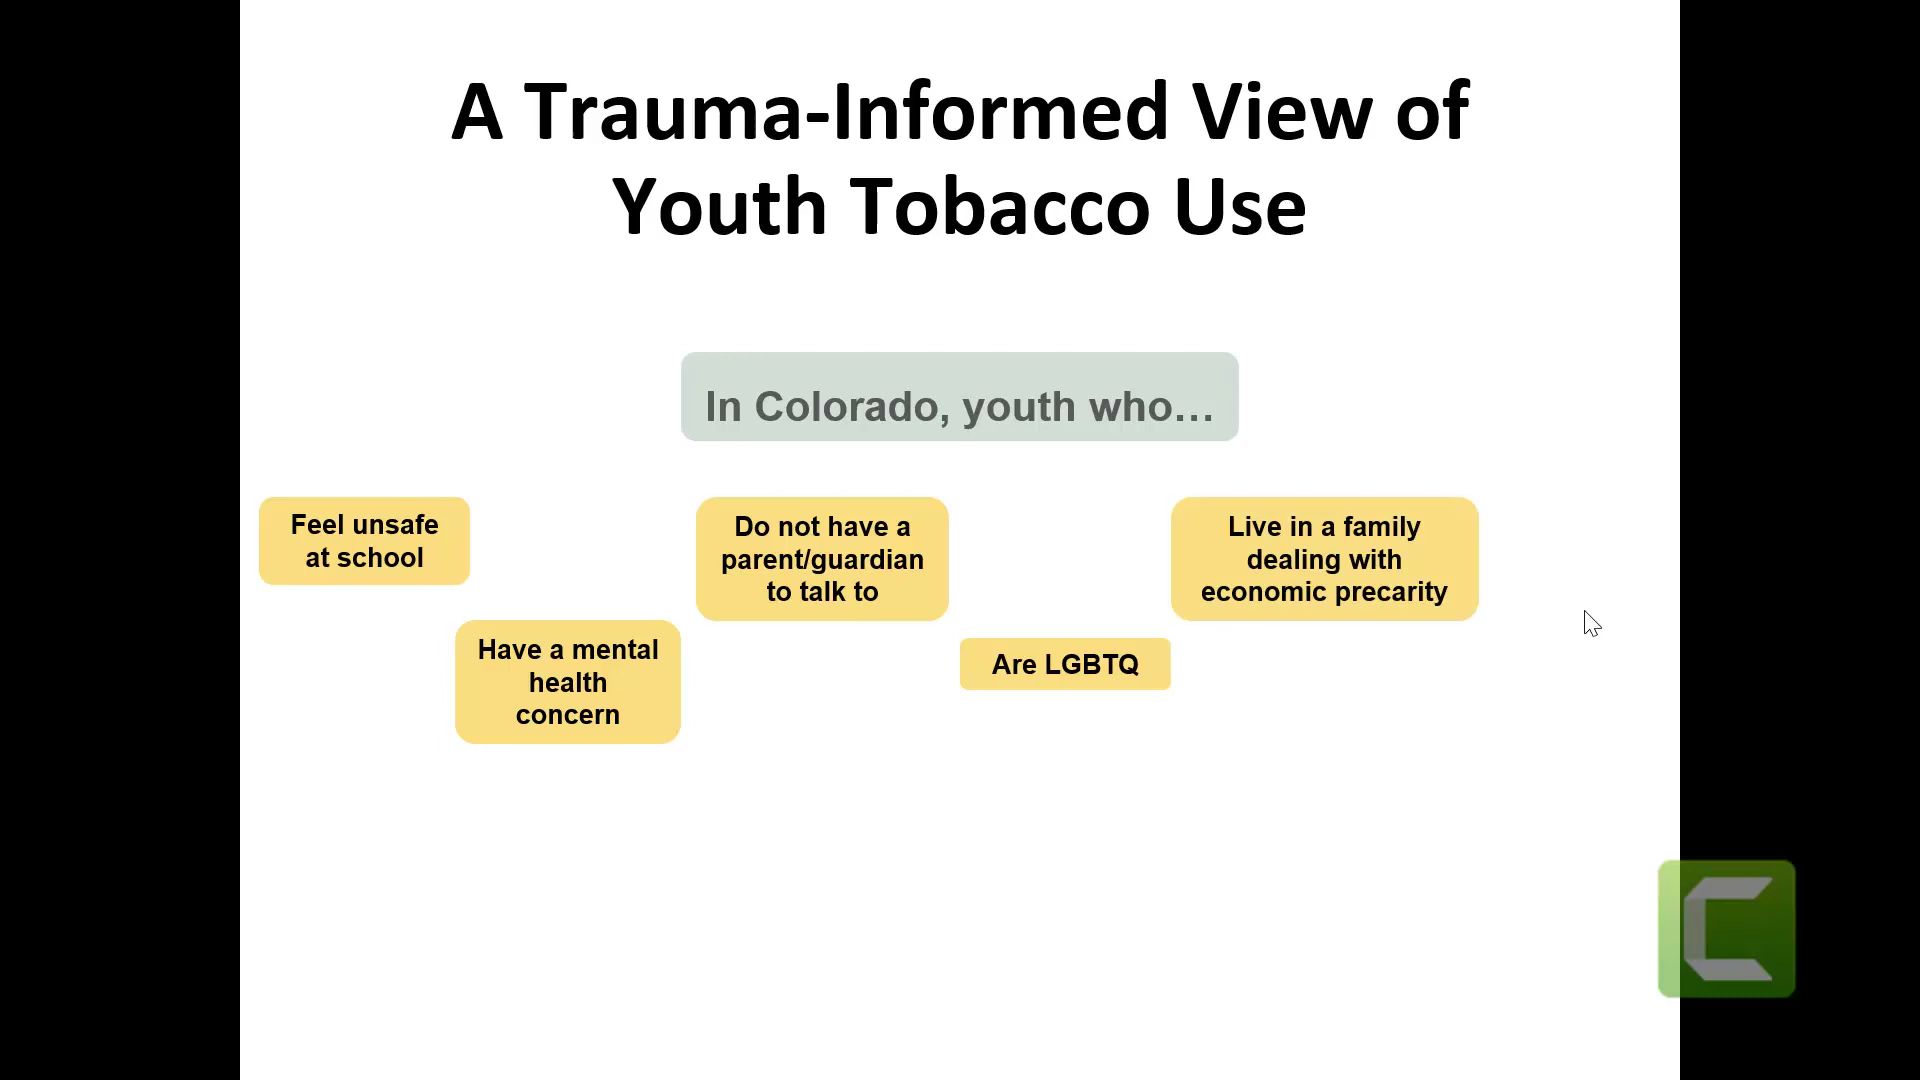 A Trauma-Informed View of
Youth Tobacco Use
In Colorado, youth who…
Feel unsafe
at school
Have a mental
health
concern
Do not have a
parent/guardian
to talk to
Are LGBTQ
Live in a family
dealing with
economic precarity